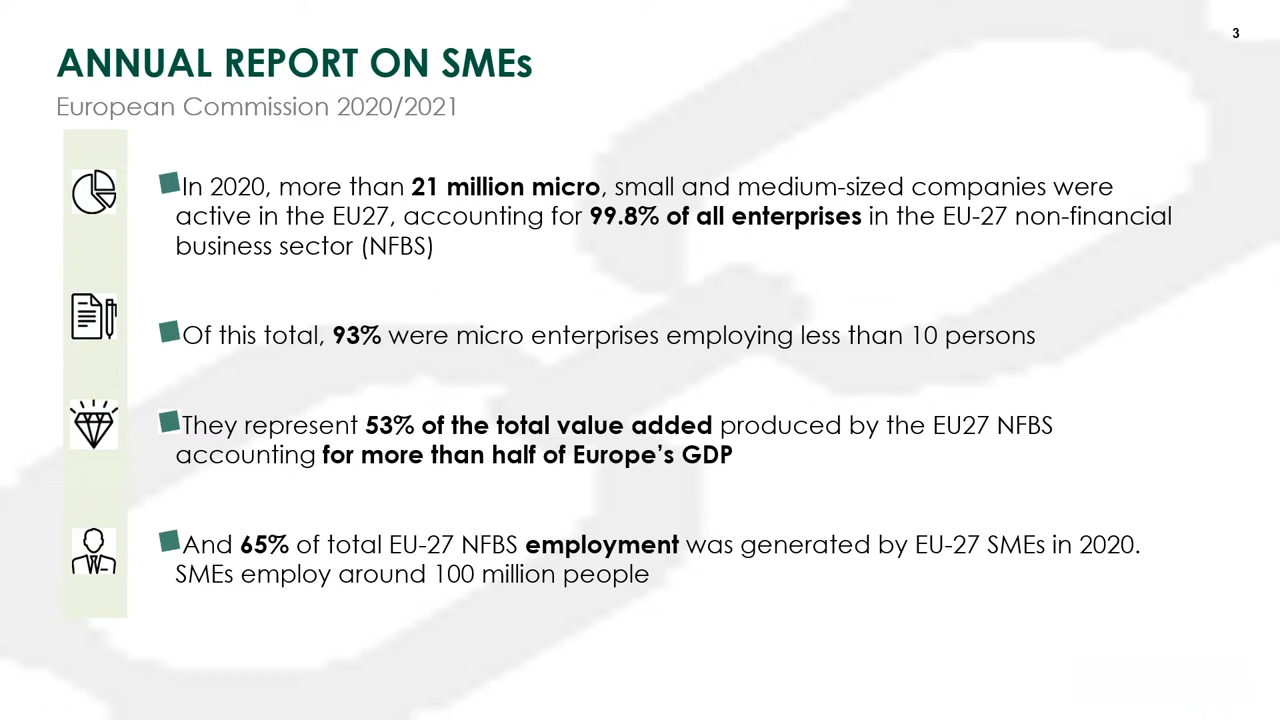 3
ANNUAL REPORT ON SMEs
European Commission 2020/2021
In 2020, more than 21 million micro, small and medium-sized companies were
active in the EU27, accounting for 99.8% of all enterprises in the EU-27 non-financial
business sector (NFBS)
Of this total, 93% were micro enterprises employing less than 10 persons
They represent 53% of the total value added produced by the EU27 NFBS
accounting for more than half of Europe’s GDP
And 65% of total EU-27 NFBS employment was generated by EU-27 SMEs in 2020.
SMEs employ around 100 million people